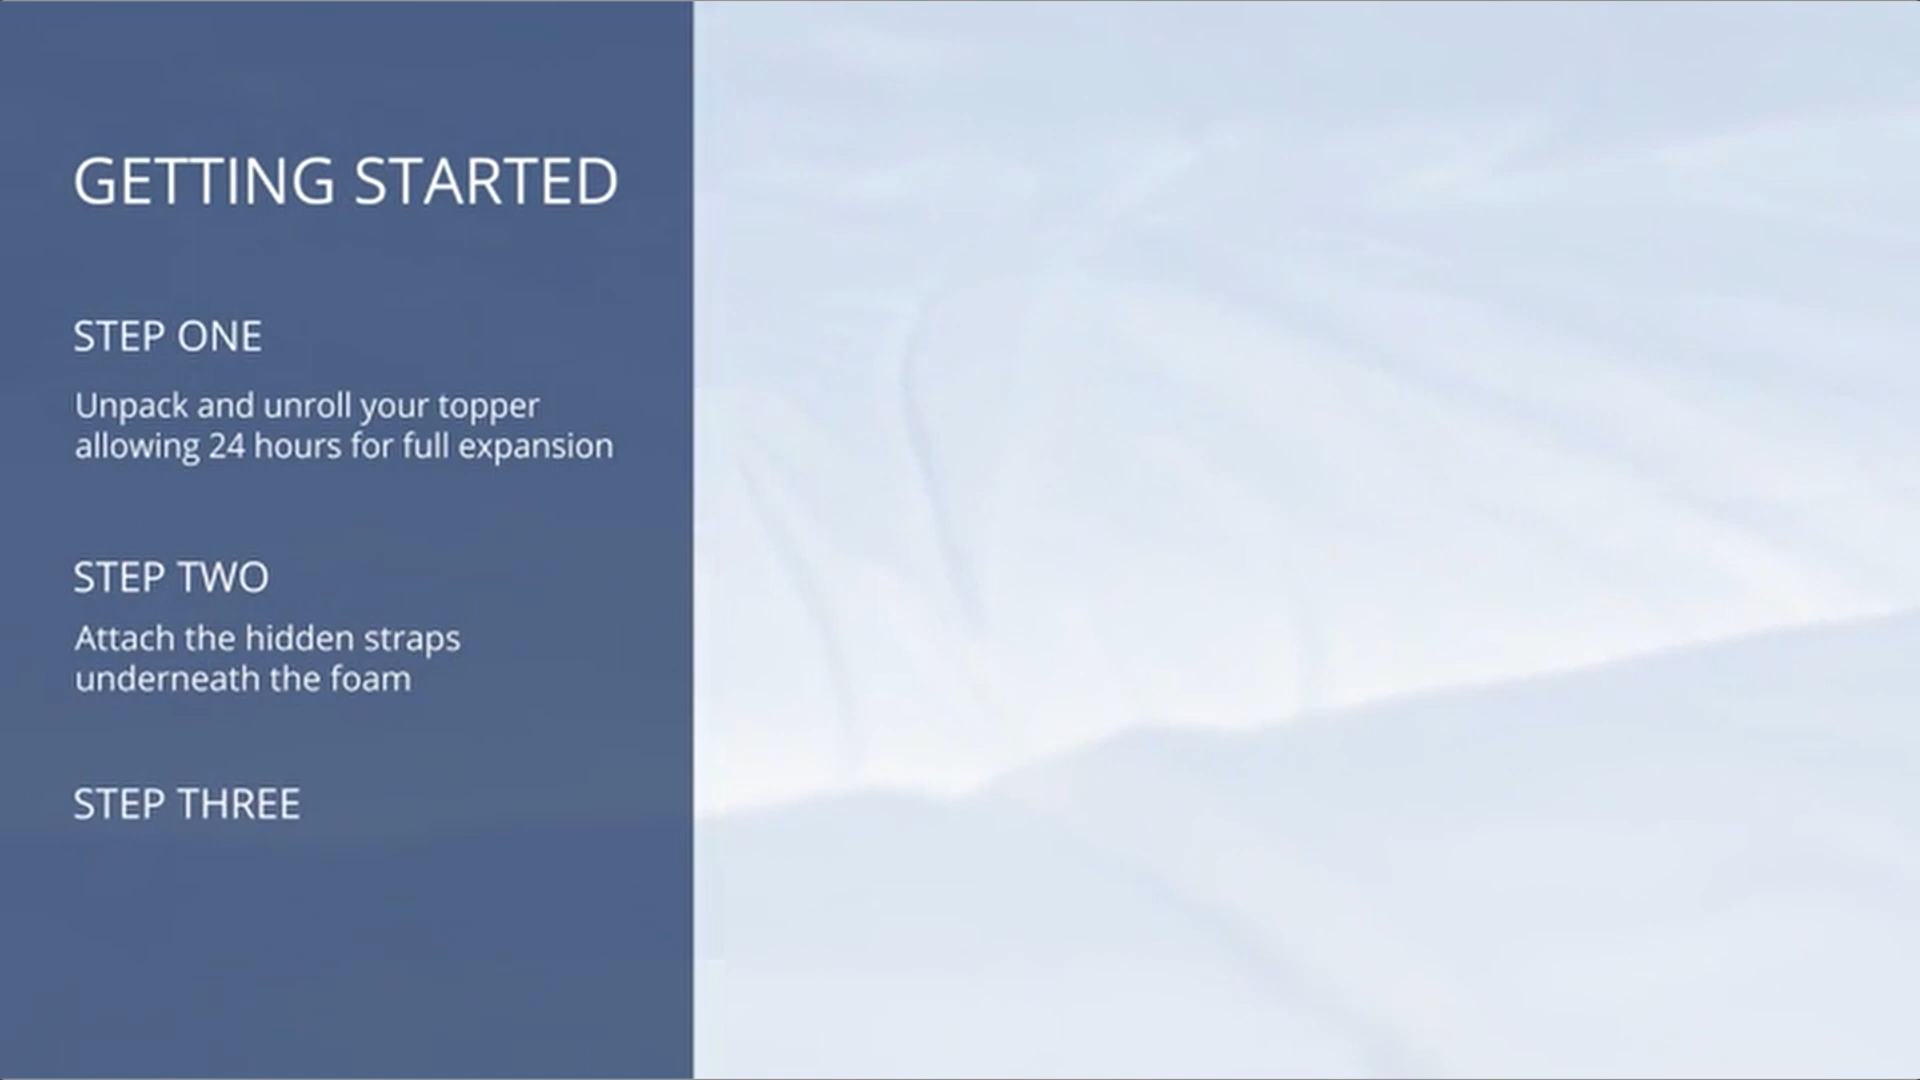 GETTING STARTED
STEP ONE
Unpack and unroll your topper
allowing 24 hours for full expansion
STEP TWO
Attach the hidden straps
underneath the foam
STEP THREE